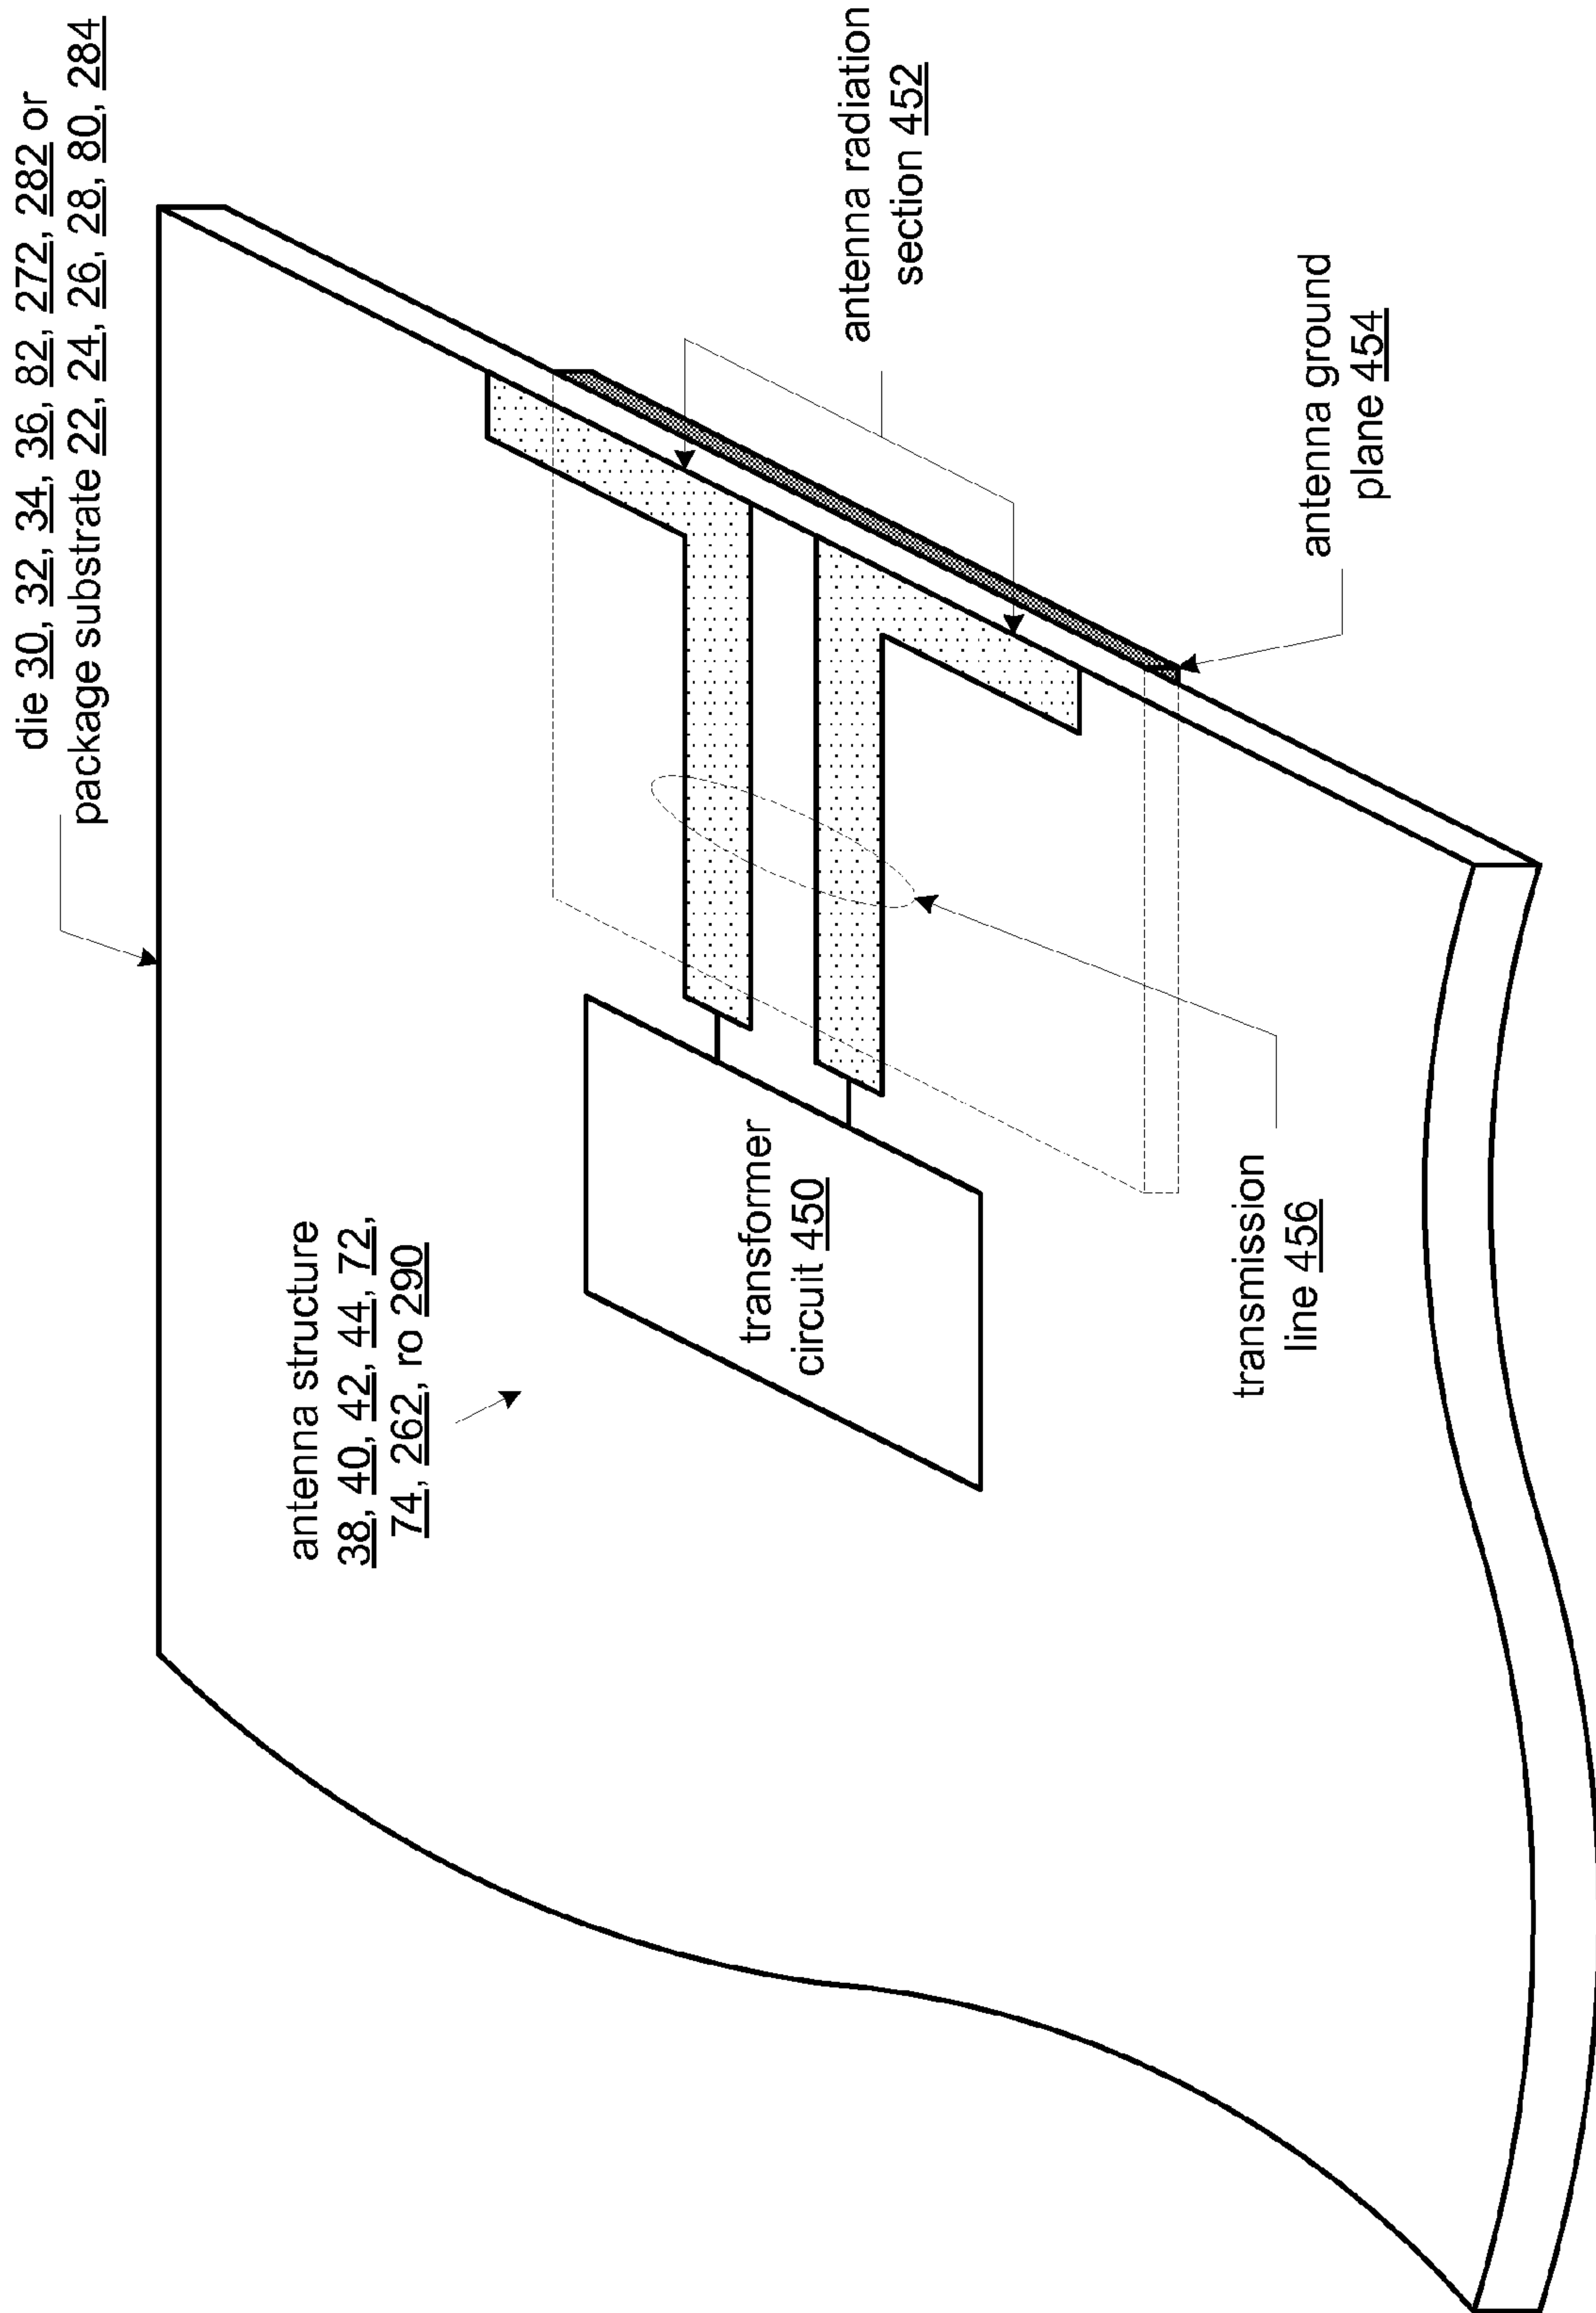 die 30, 32, 34, 36, 82, 272, 282 or
package substrate 22, 24, 26, 28, 80, 284
antenna structure
38, 40, 42, 44, 72,
74, 262, ro 290
transformer
circuit 450
antenna radiation
section 452
antenna ground
plane 454
transmission
line 456